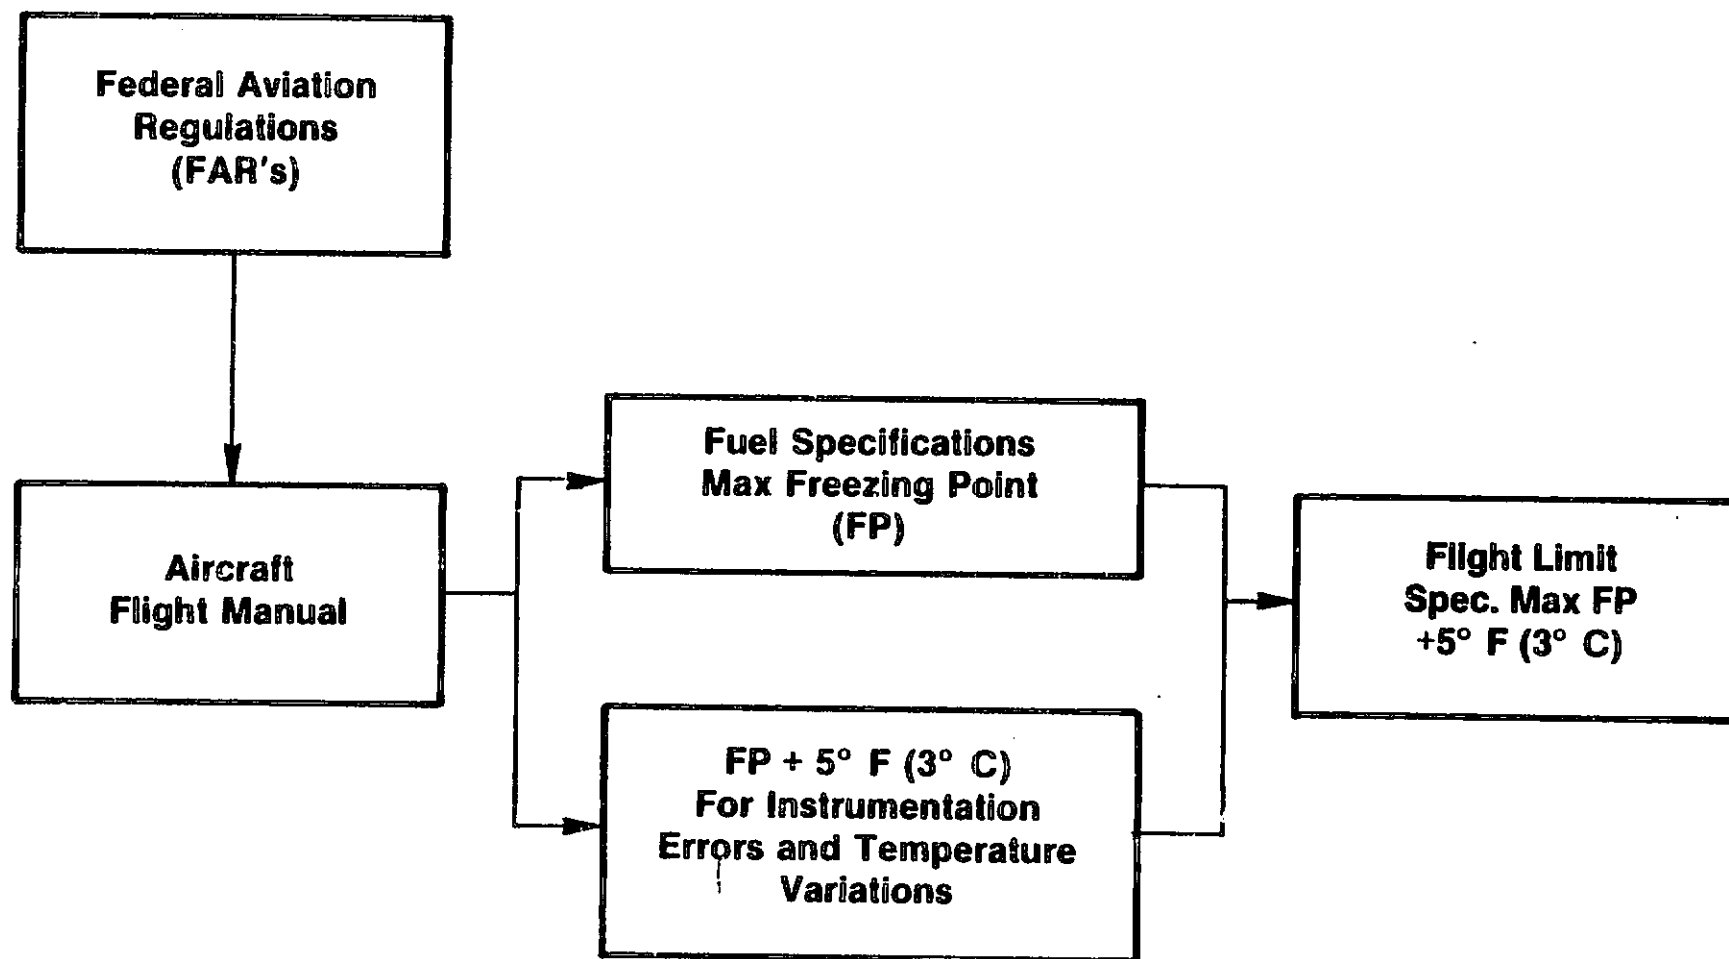 Federal Aviation
Regulations
(FAR's)
Aircraft
Flight Manual
Fuel Specifications
Max Freezing Point
(FP)
FP + 5° F (3° C)
For Instrumentation
Errors and Temperature
Variations
Flight Limit
Spec. Max FP
+5° F (3° C)